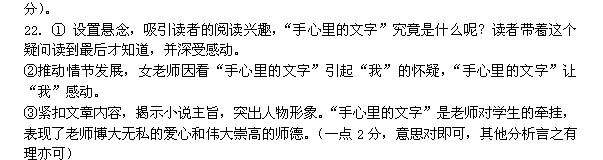 分)。
22. ① 设置悬念，吸引读者的阅读兴趣，“手心里的文字”究竟是什么呢？读者带着这个
疑问读到最后才知道，并深受感动。
②推动情节发展，女老师因看“手心里的文字”引起“我”的怀疑，“手心里的文字”让
“我”感动。
③紧扣文章内容，揭示小说主旨，突出人物形象。“手心里的文字”是老师对学生的牵挂，
表现了老师博大无私的爱心和伟大崇高的师德。（一点 2 分，意思对即可，其他分析言之有
理亦可）